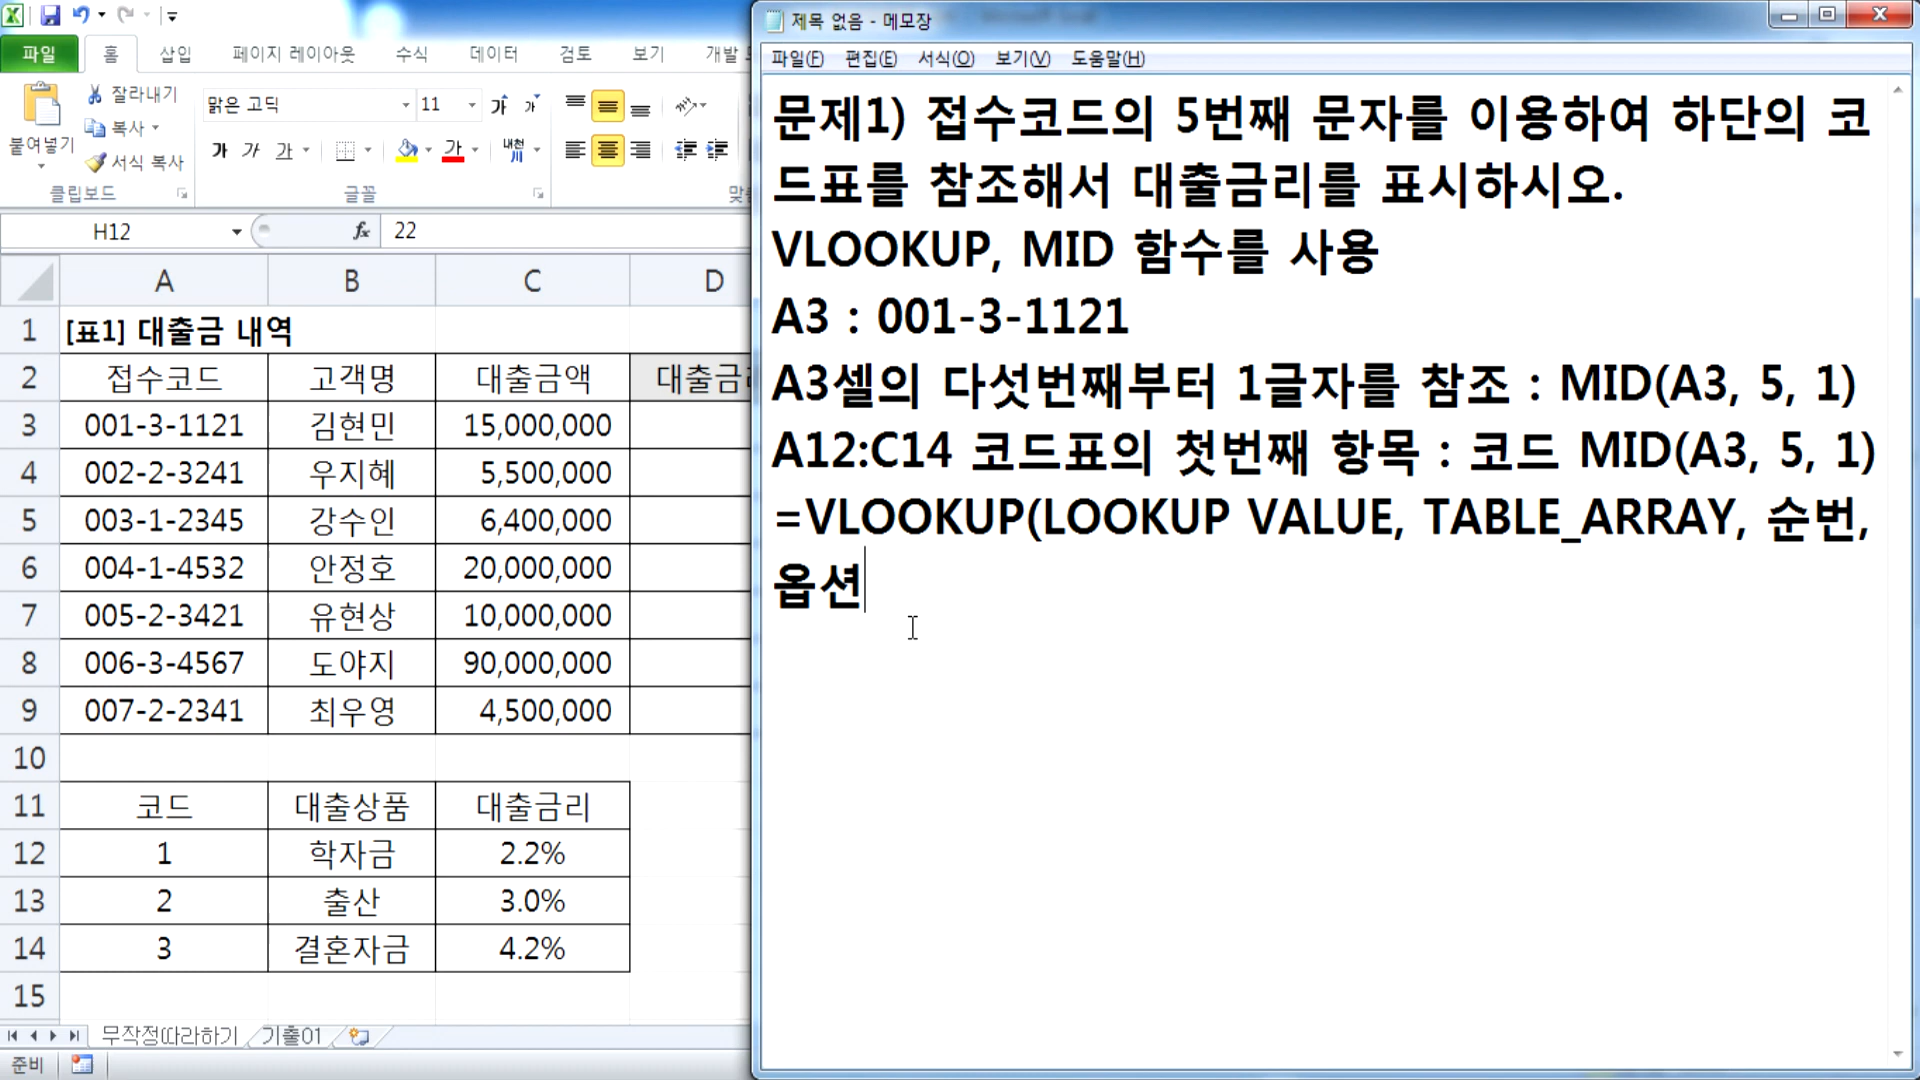 제목 없음 - 메모장
파일 홈 삽입 페이지 레이아웃 수식 데이터 검토 보기 개발
파일(F) 편집(E) 서식(O) 보기(V) 도움말(H)
잘라내기
맑은 고딕 11 가 가
복사
붙여넣기
가 가 가 가 내천
서식 복사
클립보드 글꼴
H12 fx 22
A B C D
1 [표1] 대출금 내역
2 접수코드 고객명 대출금액 대출금
3 001-3-1121 김현민 15,000,000
4 002-2-3241 우지혜 5,500,000
5 003-1-2345 강수인 6,400,000
6 004-1-4532 안정호 20,000,000
7 005-2-3421 유현상 10,000,000
8 006-3-4567 도야지 90,000,000
9 007-2-2341 최우영 4,500,000
10
11 코드 대출상품 대출금리
12 1 학자금 2.2%
13 2 출산 3.0%
14 3 결혼자금 4.2%
15
무작정따라하기 기출01
준비
문제1) 접수코드의 5번째 문자를 이용하여 하단의 코
드표를 참조해서 대출금리를 표시하시오.
VLOOKUP, MID 함수를 사용
A3 : 001-3-1121
A3셀의 다섯번째부터 1글자를 참조 : MID(A3, 5, 1)
A12:C14 코드표의 첫번째 항목 : 코드 MID(A3, 5, 1)
=VLOOKUP(LOOKUP VALUE, TABLE_ARRAY, 순번,
옵션